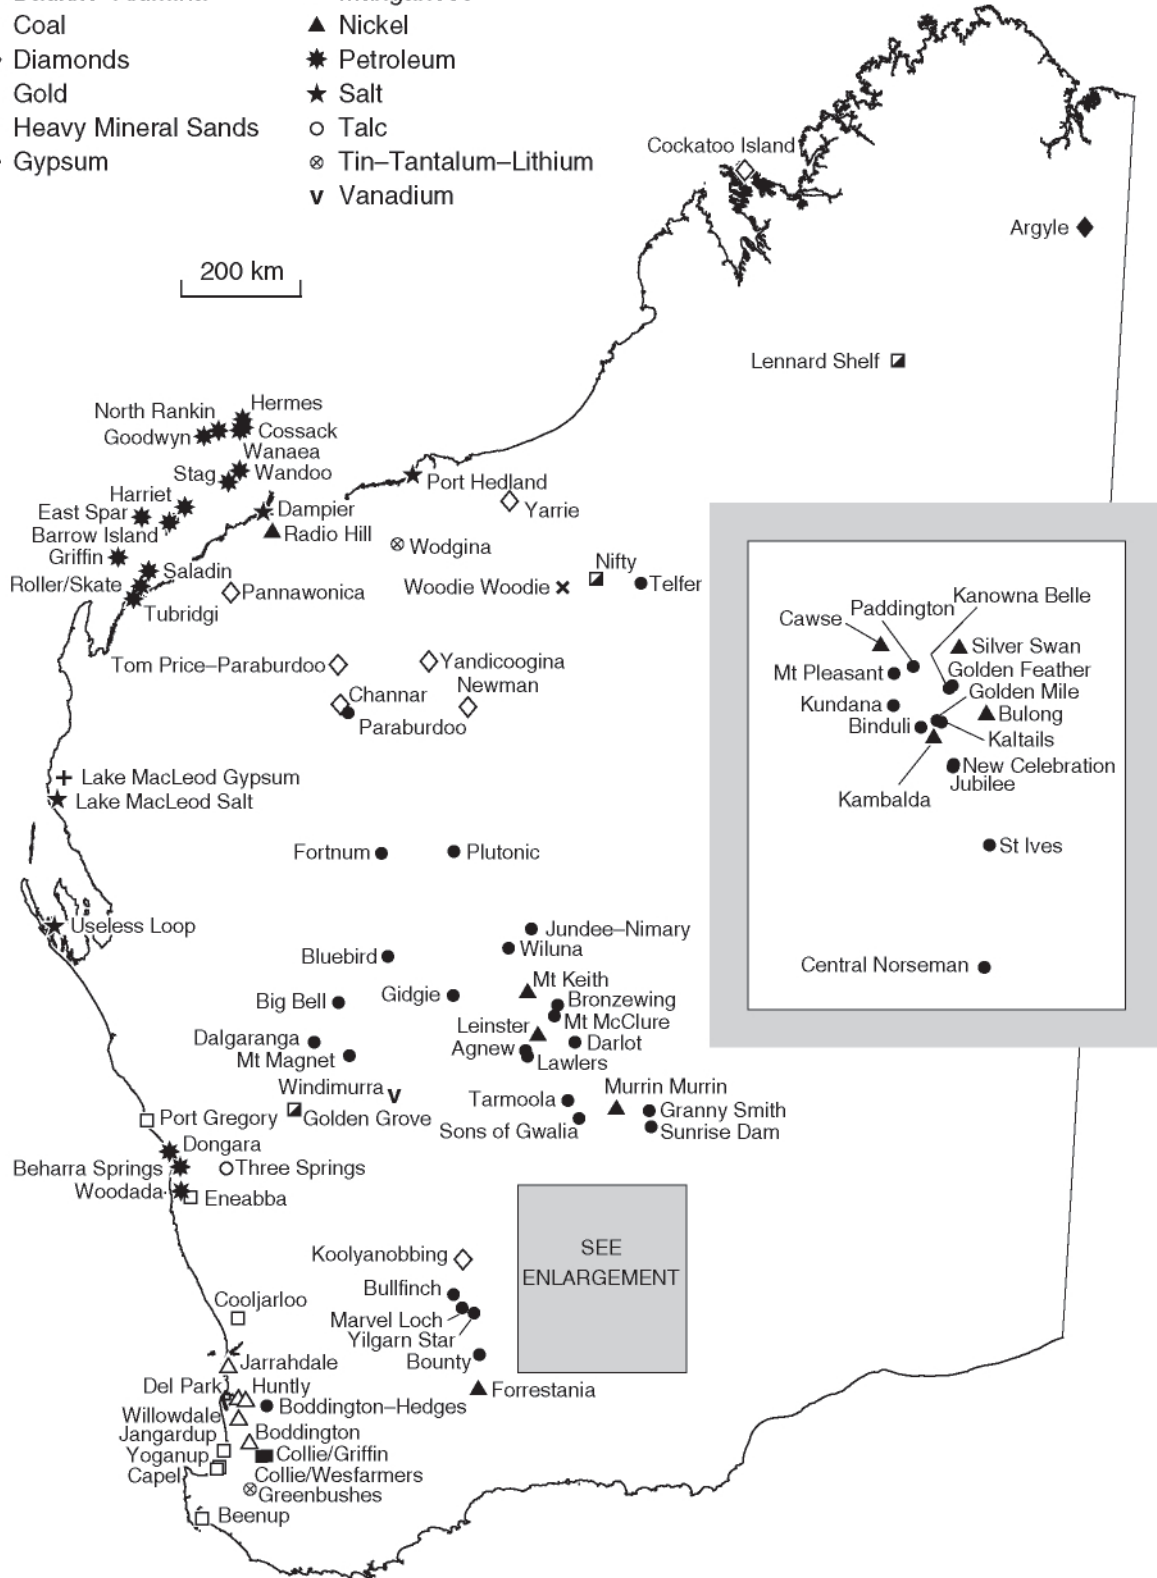 Coal
Nickel
Diamonds
Petroleum
Gold
Salt
Heavy Mineral Sands
Talc
Gypsum
Tin–Tantalum–Lithium
v Vanadium
200 km
Cockatoo Island
Argyle
Lennard Shelf
Hermes
North Rankin
Goodwyn
Cossack
Wanaea
Stag
Wandoo
Port Hedland
Harriet
East Spar
Dampier
Yarrie
Barrow Island
Radio Hill
Griffin
Wodgina
Nifty
Saladin
Roller/Skate
Pannawonica
Woodie Woodie
Telfer
Tubridgi
Tom Price–Paraburdoo
Yandicoogina
Channar
Newman
Paraburdoo
Kanowna Belle
Paddington
Cawse
Silver Swan
Mt Pleasant
Golden Feather
Golden Mile
Kundana
Bulong
Binduli
Kaltails
New Celebration
Jubilee
Kambalda
St Ives
Central Norseman
Lake MacLeod Gypsum
Lake MacLeod Salt
Fortnum
Plutonic
Useless Loop
Jundee–Nimary
Wiluna
Bluebird
Mt Keith
Gidgie
Big Bell
Bronzewing
Mt McClure
Leinster
Dalgaranga
Agnew
Darlot
Mt Magnet
Lawlers
Windimurra v
Murrin Murrin
Tarmoola
Granny Smith
Port Gregory
Golden Grove
Sons of Gwalia
Sunrise Dam
Dongara
Beharra Springs
Three Springs
Woodada
Eneabba
SEE
ENLARGEMENT
Koolyanobbing
Bullfinch
Cooljarloo
Marvel Loch
Yilgarn Star
Bounty
Jarrahdale
Del Park
Huntly
Forrestania
Boddington–Hedges
Willowdale
Jangardup
Boddington
Yoganup
Collie/Griffin
Capel
Collie/Wesfarmers
Greenbushes
Beenup